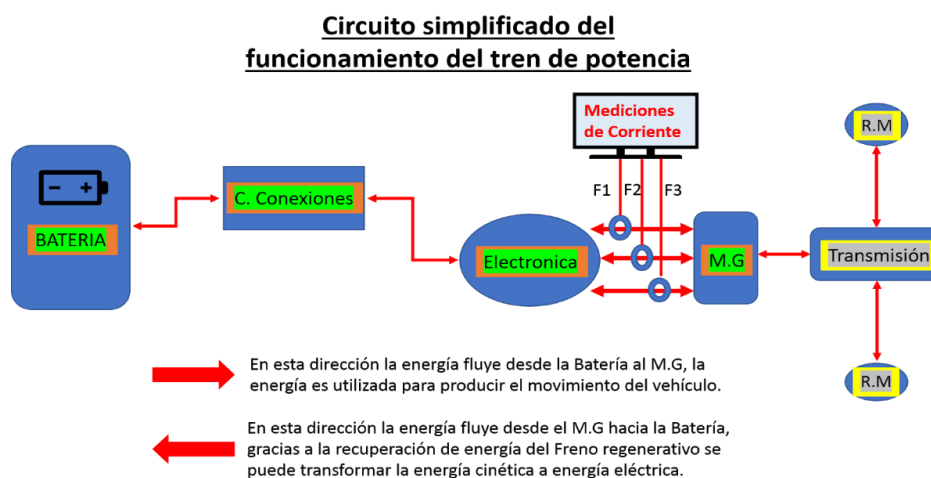 Circuito simplificado del
funcionamiento del tren de potencia
Mediciones
de Corriente
R.M
F1 F2 F3
C. Conexiones
BATERIA
Electronica
M.G
Transmisión
R.M
En esta dirección la energía fluye desde la Batería al M.G, la
energía es utilizada para producir el movimiento del vehículo.
En esta dirección la energía fluye desde el M.G hacia la Batería,
gracias a la recuperación de energía del Freno regenerativo se
puede transformar la energía cinética a energía eléctrica.